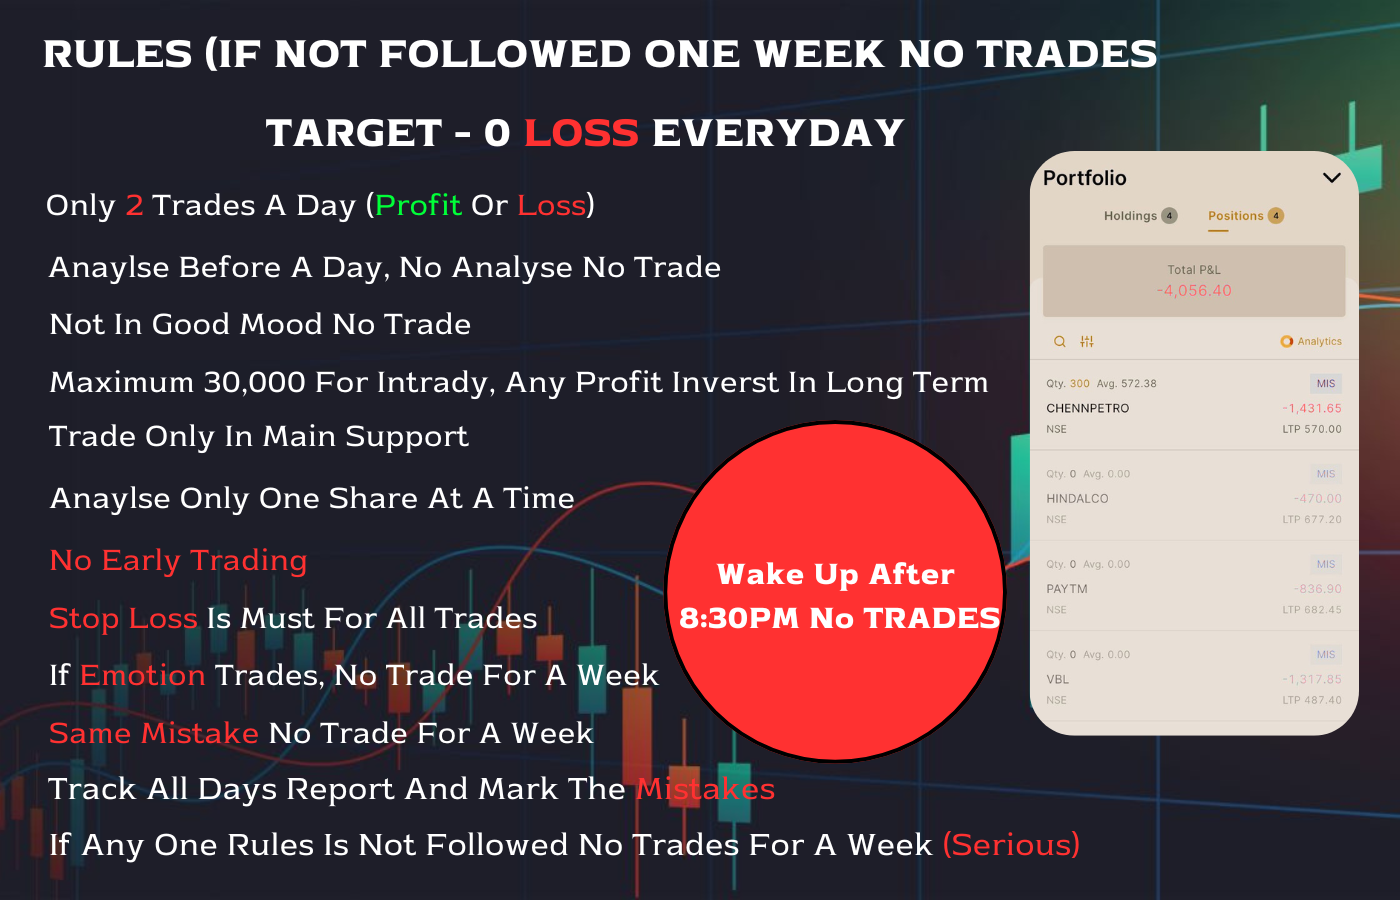 RULES (IF NOT FOLLOWED ONE WEEK NO TRADES
TARGET - 0 LOSS EVERYDAY
Only 2 Trades A Day (Profit Or Loss)
Anaylse Before A Day, No Analyse No Trade
Not In Good Mood No Trade
Maximum 30,000 For Intrady, Any Profit Inverst In Long Term
Trade Only In Main Support
Anaylse Only One Share At A Time
No Early Trading
Stop Loss Is Must For All Trades
If Emotion Trades, No Trade For A Week
Same Mistake No Trade For A Week
Track All Days Report And Mark The Mistakes
If Any One Rules Is Not Followed No Trades For A Week (Serious)
Wake Up After
8:30PM No TRADES
Portfolio
Holdings 4 Positions 4
Total P&L
-4,056.40
Analytics
Qty. 300 Avg. 572.38 MIS
CHENNPETRO -1,431.65
NSE LTP 570.00
Qty. 0 Avg. 0.00 MIS
HINDALCO -470.00
NSE LTP 677.20
Qty. 0 Avg. 0.00 MIS
PAYTM -836.90
NSE LTP 682.45
Qty. 0 Avg. 0.00 MIS
VBL -1,317.85
NSE LTP 487.40